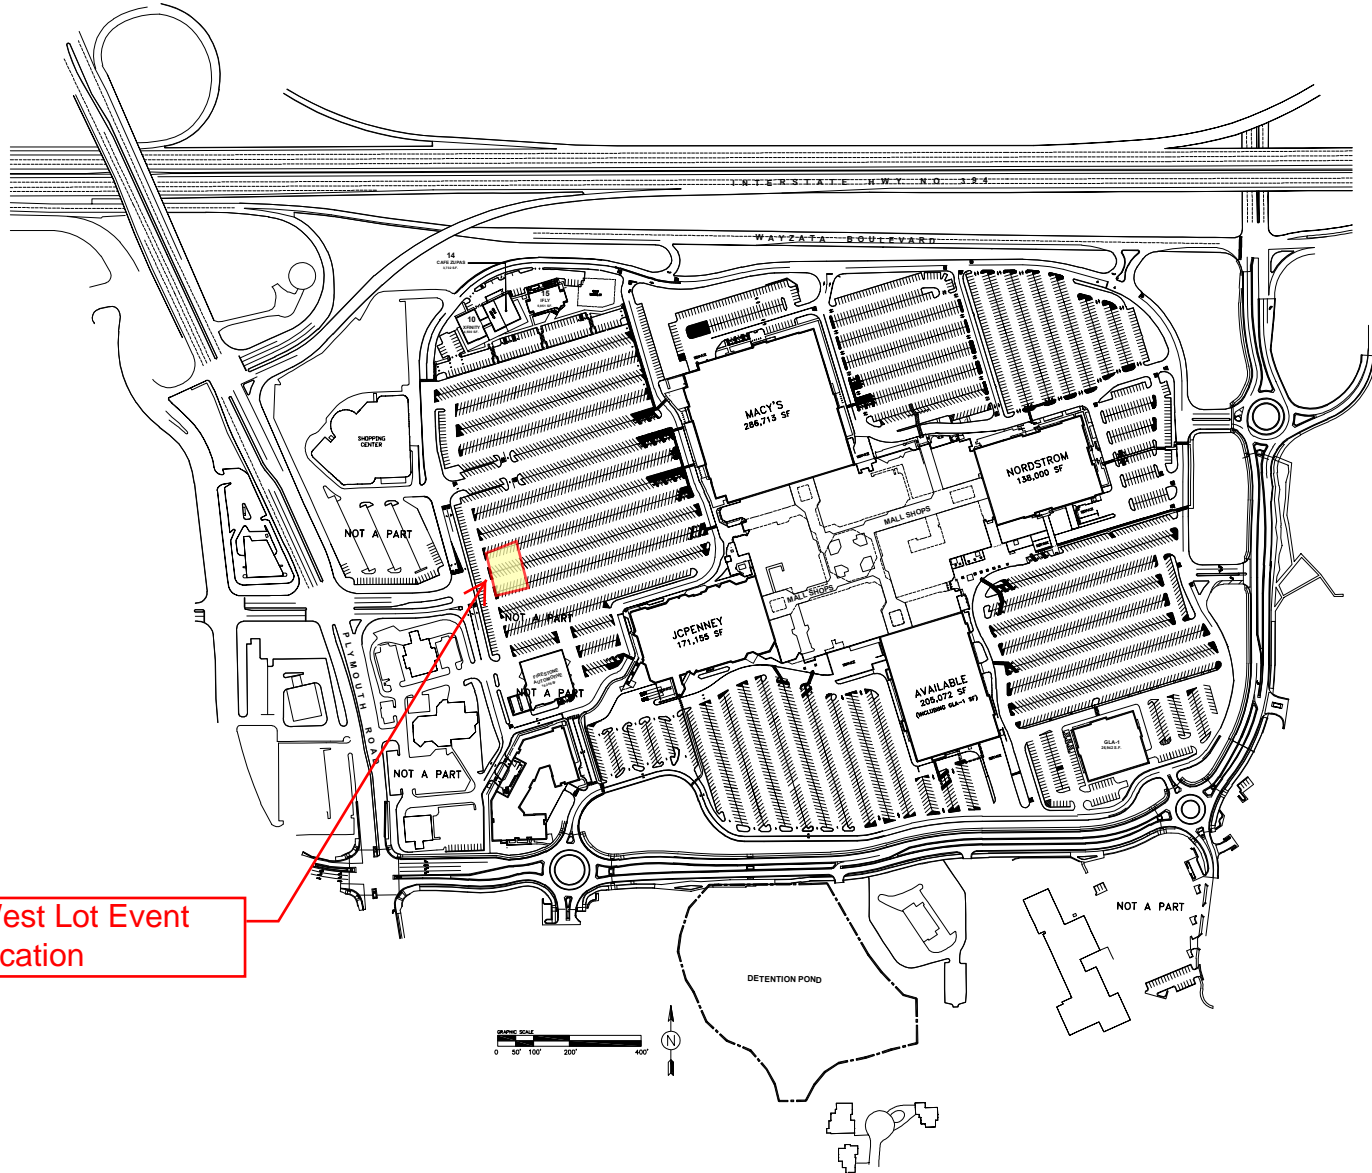 INTERSTATE HWY NO 394
WAYZATA BOULEVARD
14
CAFE ZUPAS
15
IFLY
10
XFINITY
MACY'S
286,713 SF
NORDSTROM
138,000 SF
SHOPPING
CENTER
NOT A PART
MALL SHOPS
MALL SHOPS
NOT A PART
JCPENNEY
171,155 SF
FIRESTONE
AUTOMOTIVE
NOT A PART
AVAILABLE
205,072 SF
(INCLUDING GLA-1 SF)
GLA-1
PLYMOUTH ROAD
NOT A PART
est Lot Event
cation
NOT A PART
DETENTION POND
GRAPHIC SCALE
0 50' 100' 200' 400'
N